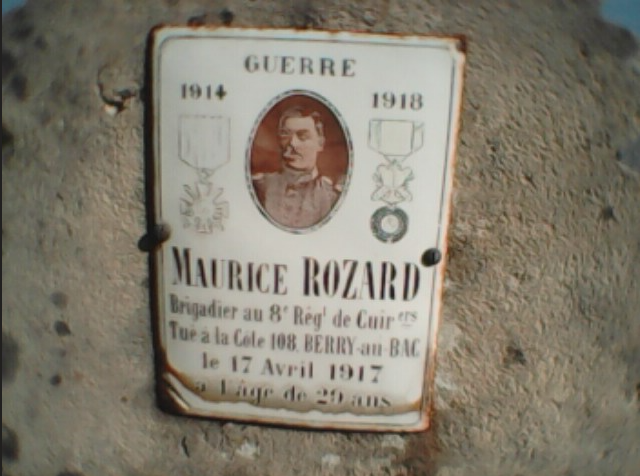 GUERRE
1914 1918
MAURICE ROZARD
Brigadier au 8e Régt de Cuirers
Tué à la Côte 108. BERRY-au-BAC
le 17 Avril 1917
à l'âge de 29 ans